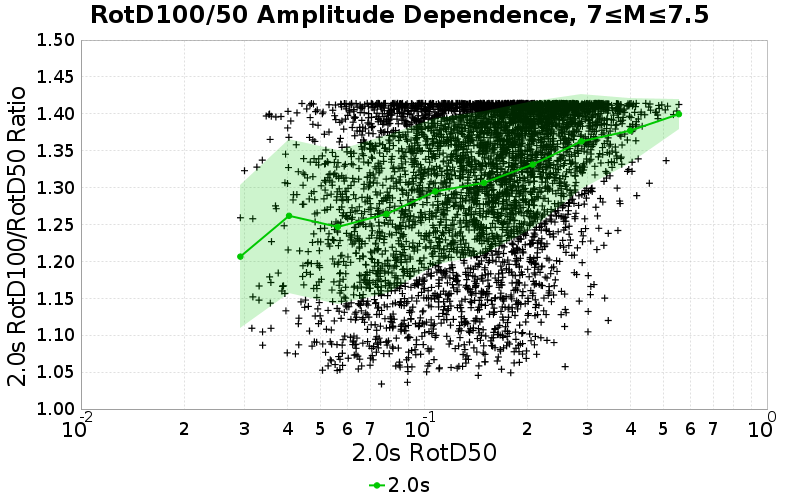 RotD100/50 Amplitude Dependence, 7≤M≤7.5
2.0s RotD100/RotD50 Ratio
1.50
1.45
1.40
1.35
1.30
1.25
1.20
1.15
1.10
1.05
1.00
10^-2 2 3 4 5 6 7 10^-1 2 3 4 5 6 7 10^0
2.0s RotD50
2.0s